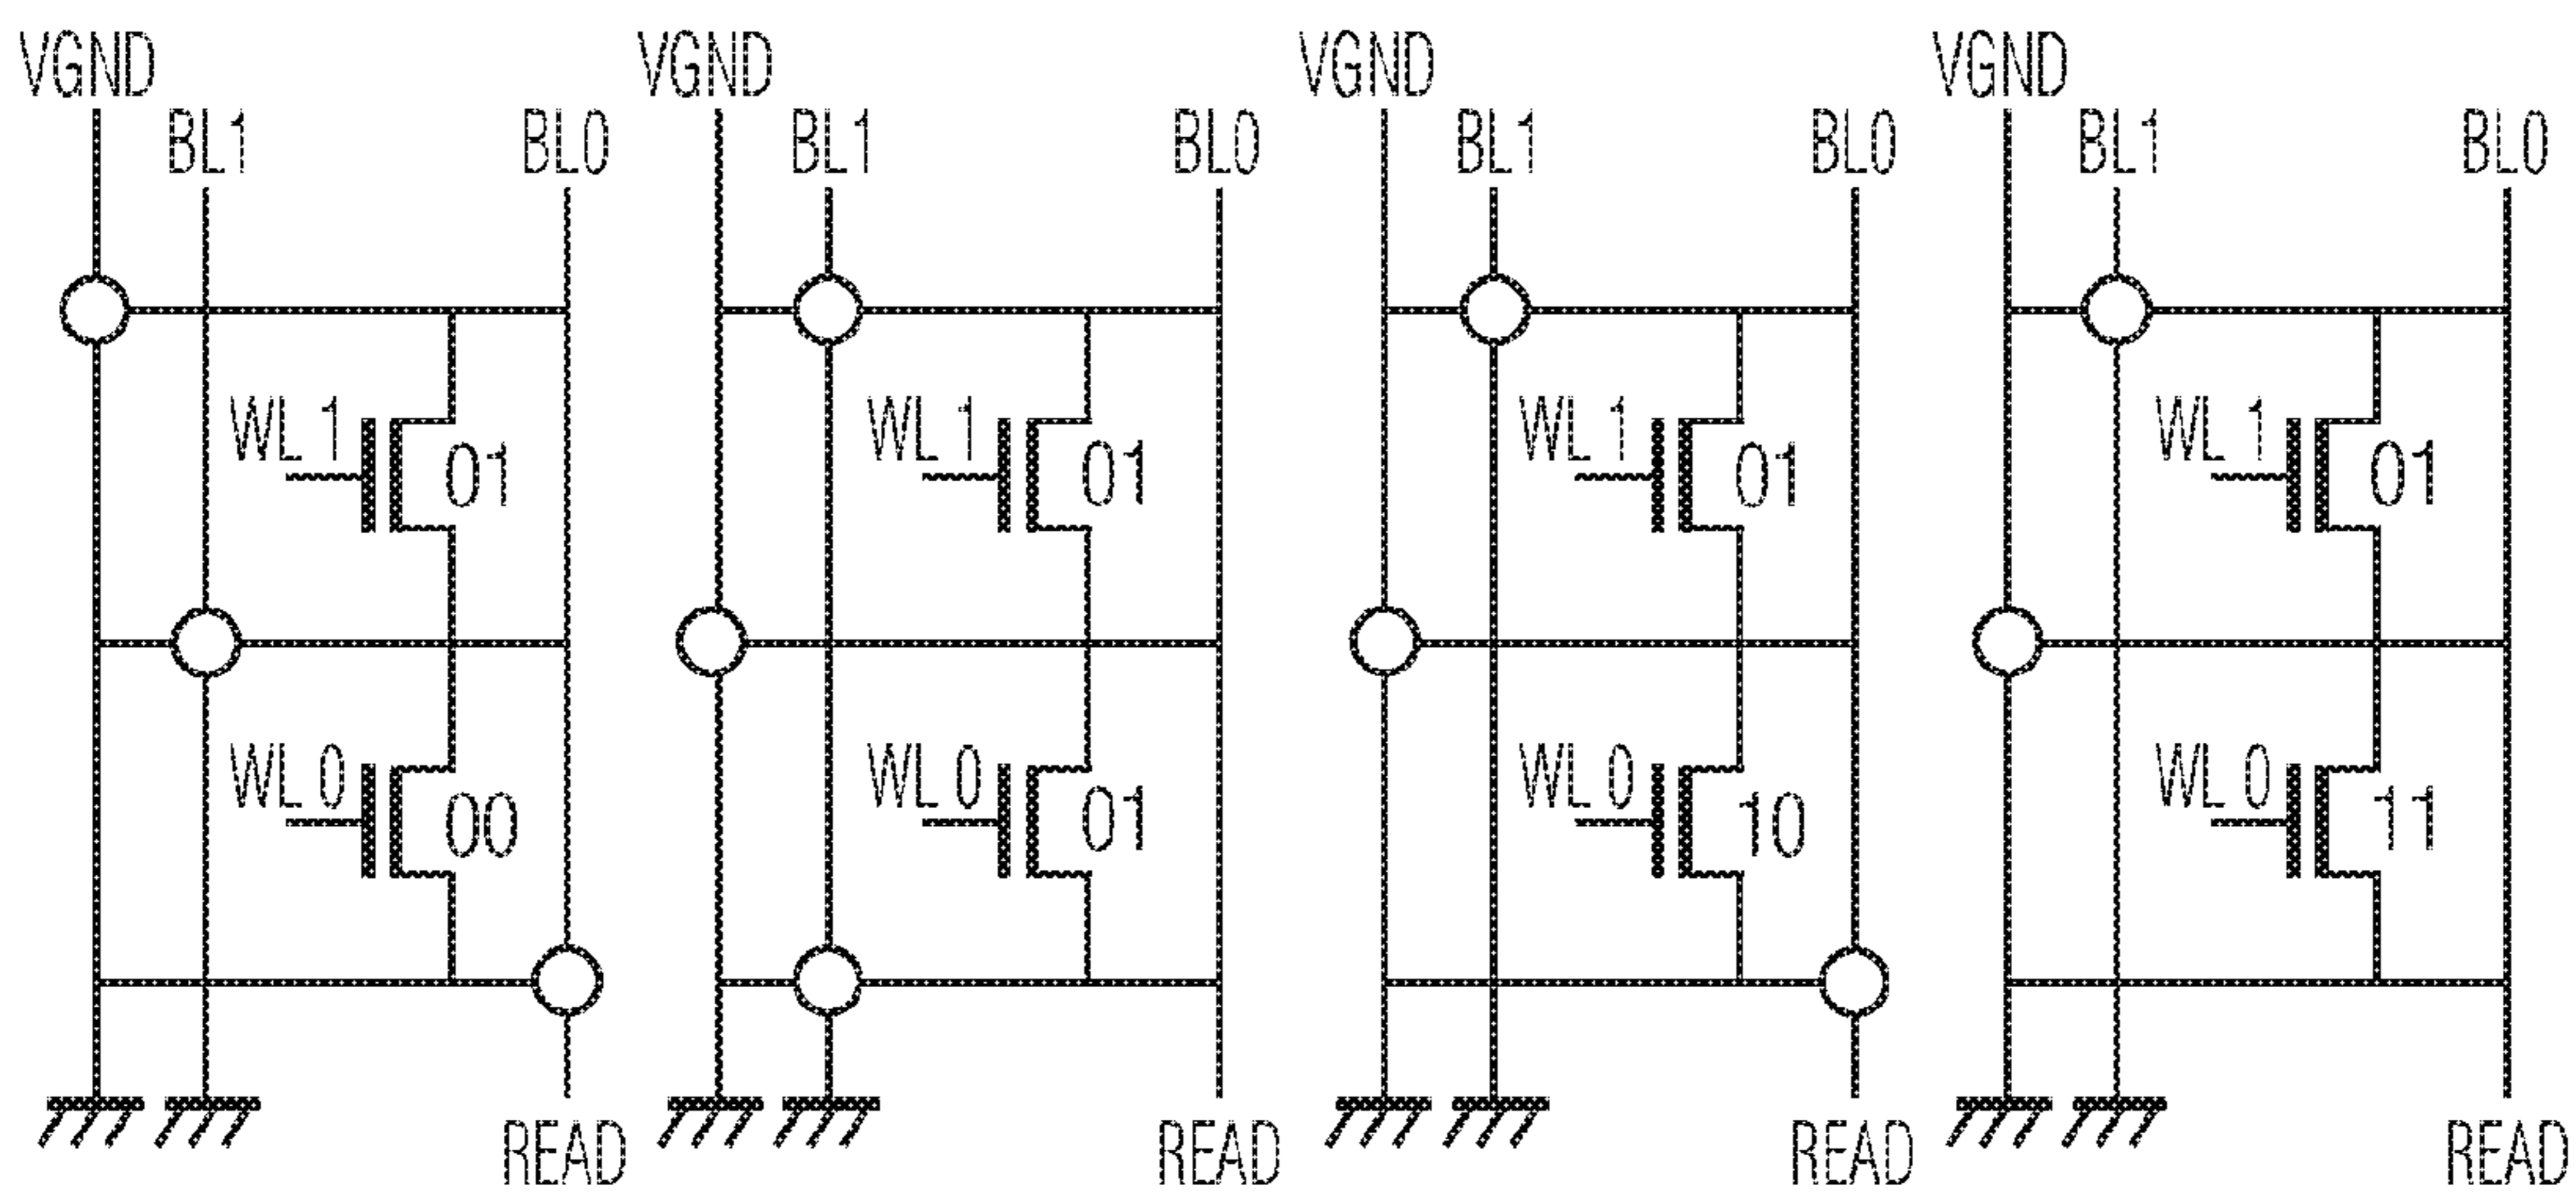 VGND VGND VGND VGND
BL1 BL0 BL1 BL0 BL1 BL0 BL1 BL0
WL1 01 WL1 01 WL1 01 WL1 01
WL0 00 WL0 01 WL0 10 WL0 11
READ READ READ READ